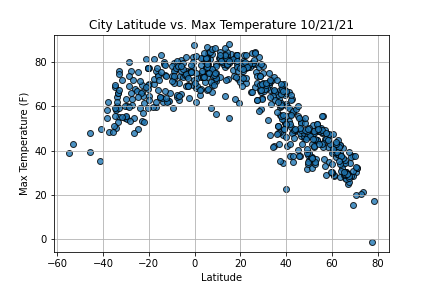 City Latitude vs. Max Temperature 10/21/21
Max Temperature (F)
80
60
40
20
0
−60 −40 −20 0 20 40 60 80
Latitude